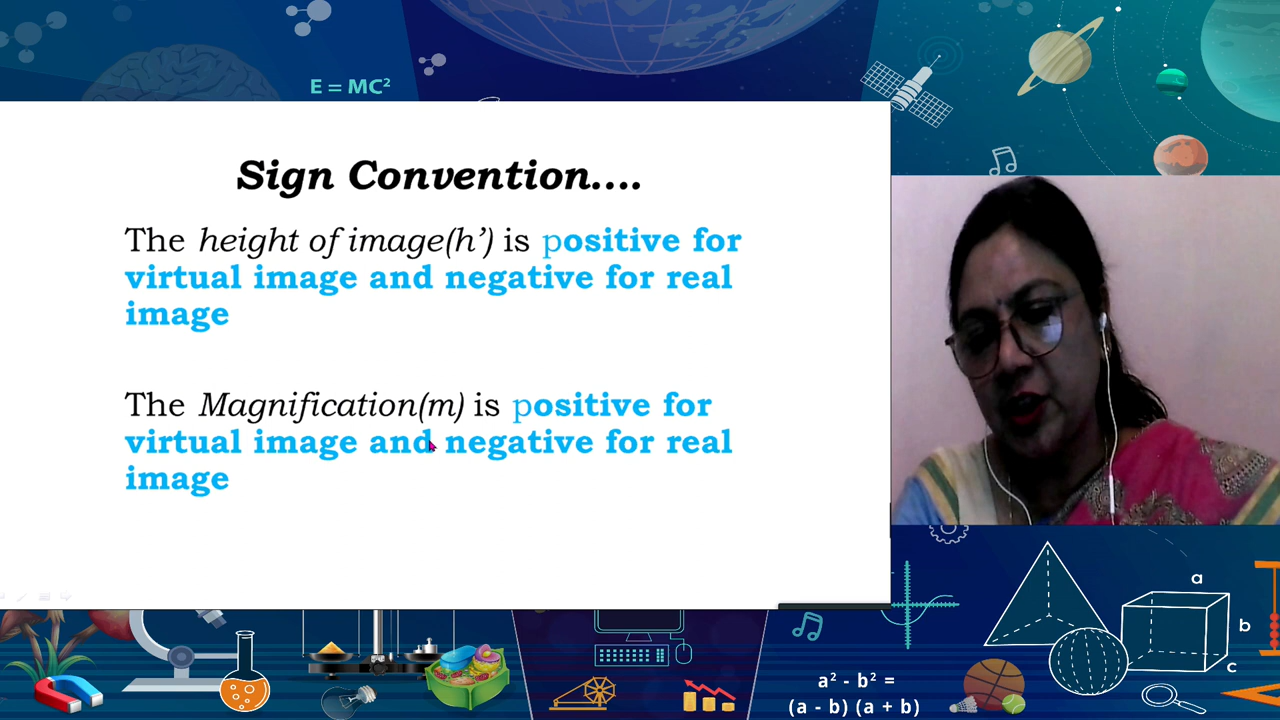 E = MC²
Sign Convention....
The height of image(h’) is positive for
virtual image and negative for real
image
The Magnification(m) is positive for
virtual image and negative for real
image
a
b
c
a² - b² =
(a - b) (a + b)